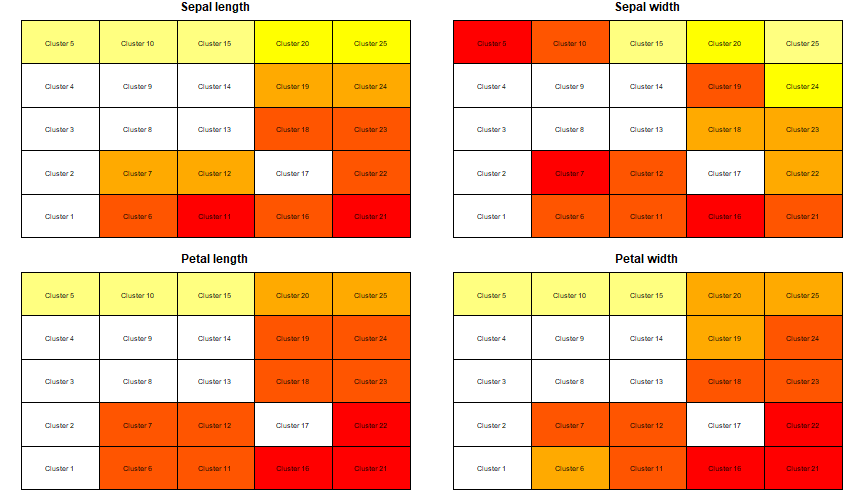 Sepal length
Cluster 5 Cluster 10 Cluster 15 Cluster 20 Cluster 25
Cluster 4 Cluster 9 Cluster 14 Cluster 19 Cluster 24
Cluster 3 Cluster 8 Cluster 13 Cluster 18 Cluster 23
Cluster 2 Cluster 7 Cluster 12 Cluster 17 Cluster 22
Cluster 1 Cluster 6 Cluster 11 Cluster 16 Cluster 21
Sepal width
Cluster 5 Cluster 10 Cluster 15 Cluster 20 Cluster 25
Cluster 4 Cluster 9 Cluster 14 Cluster 19 Cluster 24
Cluster 3 Cluster 8 Cluster 13 Cluster 18 Cluster 23
Cluster 2 Cluster 7 Cluster 12 Cluster 17 Cluster 22
Cluster 1 Cluster 6 Cluster 11 Cluster 16 Cluster 21
Petal length
Cluster 5 Cluster 10 Cluster 15 Cluster 20 Cluster 25
Cluster 4 Cluster 9 Cluster 14 Cluster 19 Cluster 24
Cluster 3 Cluster 8 Cluster 13 Cluster 18 Cluster 23
Cluster 2 Cluster 7 Cluster 12 Cluster 17 Cluster 22
Cluster 1 Cluster 6 Cluster 11 Cluster 16 Cluster 21
Petal width
Cluster 5 Cluster 10 Cluster 15 Cluster 20 Cluster 25
Cluster 4 Cluster 9 Cluster 14 Cluster 19 Cluster 24
Cluster 3 Cluster 8 Cluster 13 Cluster 18 Cluster 23
Cluster 2 Cluster 7 Cluster 12 Cluster 17 Cluster 22
Cluster 1 Cluster 6 Cluster 11 Cluster 16 Cluster 21